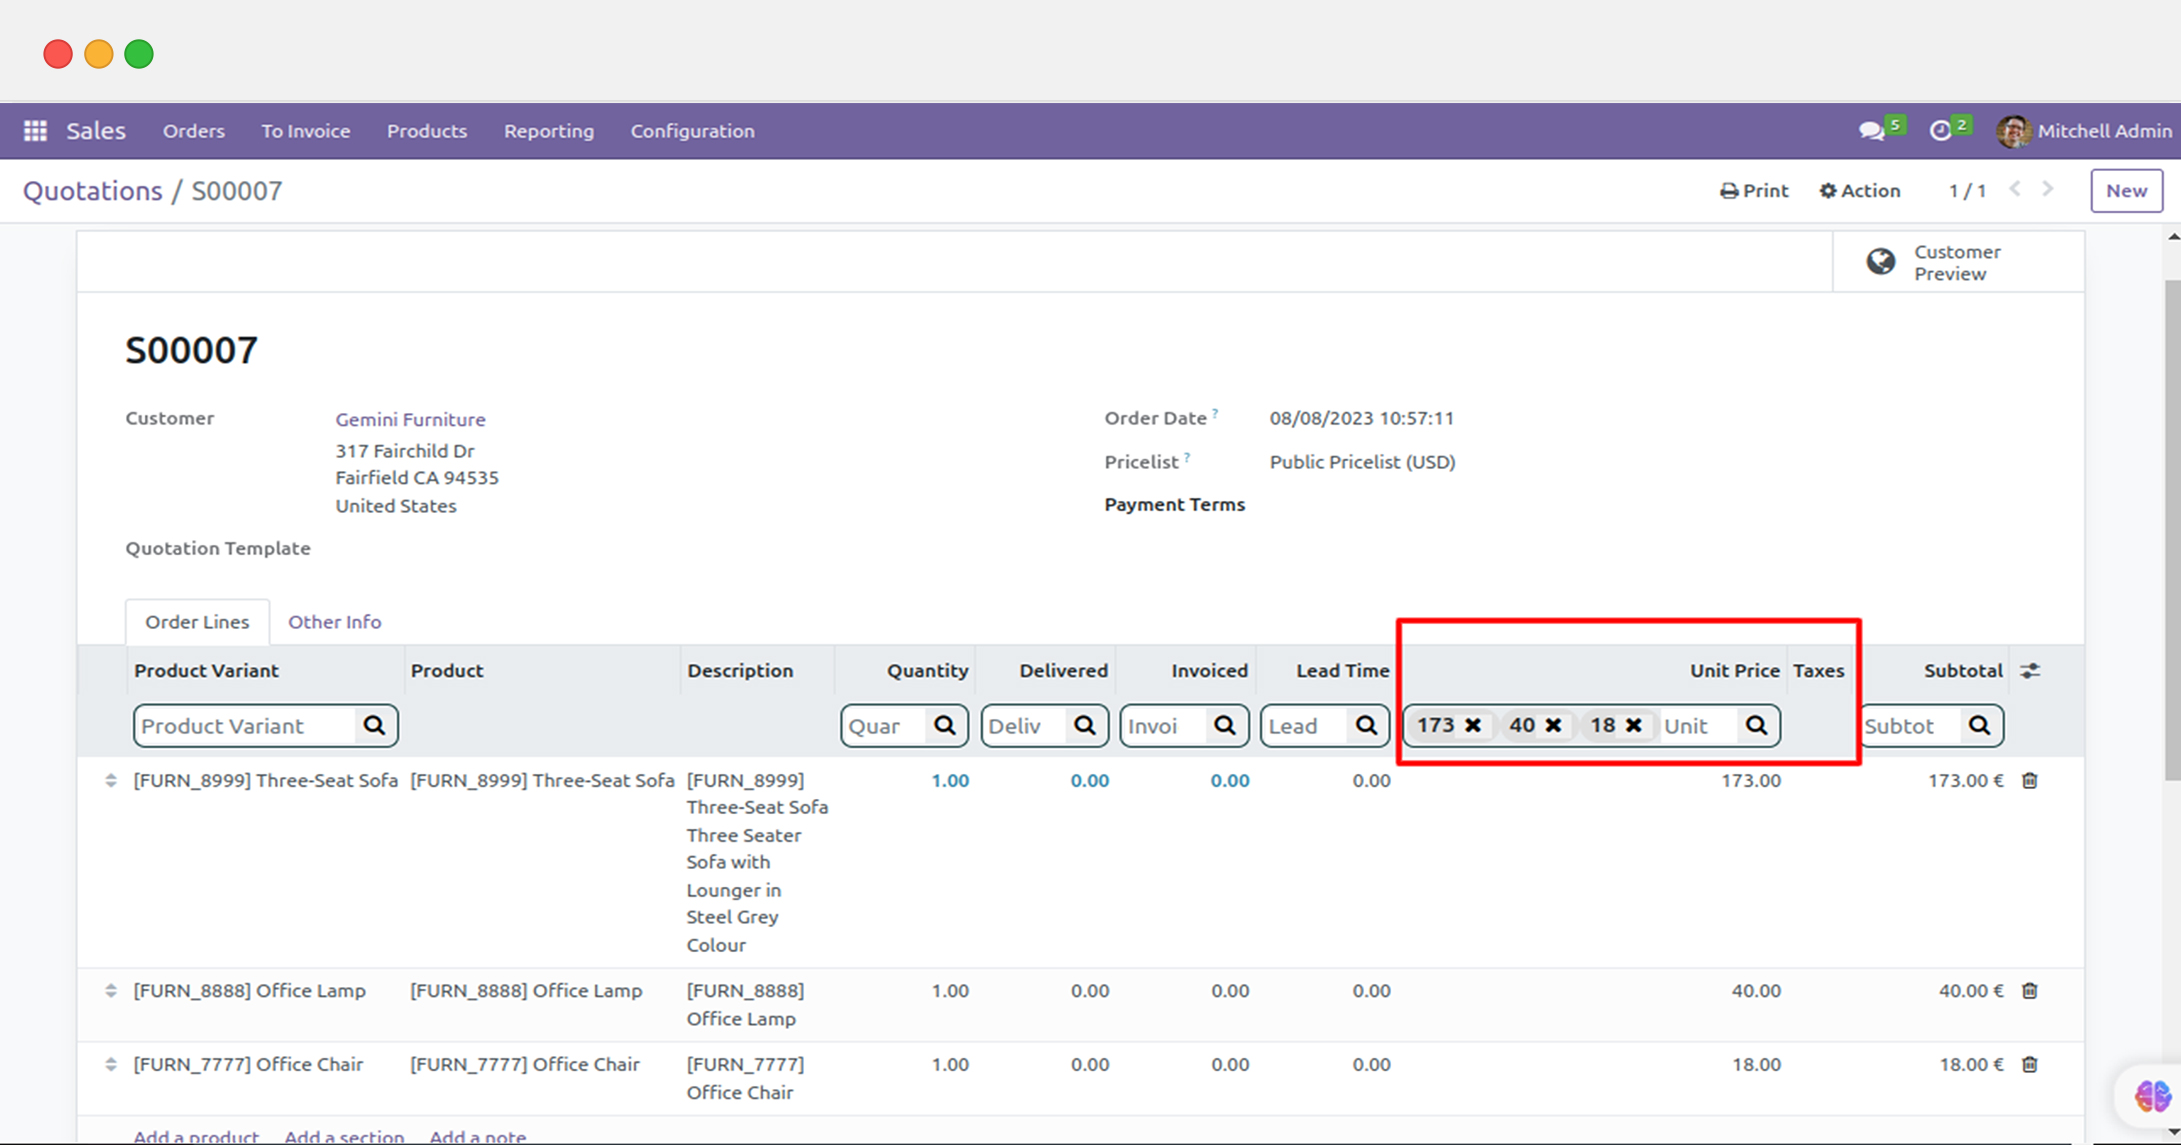 Sales Orders To Invoice Products Reporting Configuration 5 2 Mitchell Admin
Quotations / S00007 Print Action 1 / 1 New
Customer
Preview
S00007
Customer Gemini Furniture Order Date ? 08/08/2023 10:57:11
317 Fairchild Dr
Fairfield CA 94535 Pricelist ? Public Pricelist (USD)
United States Payment Terms
Quotation Template
Order Lines Other Info
Product Variant Product Description Quantity Delivered Invoiced Lead Time Unit Price Taxes Subtotal
Product Variant Quar Deliv Invoi Lead 173 40 18 Unit Subtot
[FURN_8999] Three-Seat Sofa [FURN_8999] Three-Seat Sofa [FURN_8999] 1.00 0.00 0.00 0.00 173.00 173.00 €
Three-Seat Sofa
Three Seater
Sofa with
Lounger in
Steel Grey
Colour
[FURN_8888] Office Lamp [FURN_8888] Office Lamp [FURN_8888] 1.00 0.00 0.00 0.00 40.00 40.00 €
Office Lamp
[FURN_7777] Office Chair [FURN_7777] Office Chair [FURN_7777] 1.00 0.00 0.00 0.00 18.00 18.00 €
Office Chair
Add a product Add a section Add a note